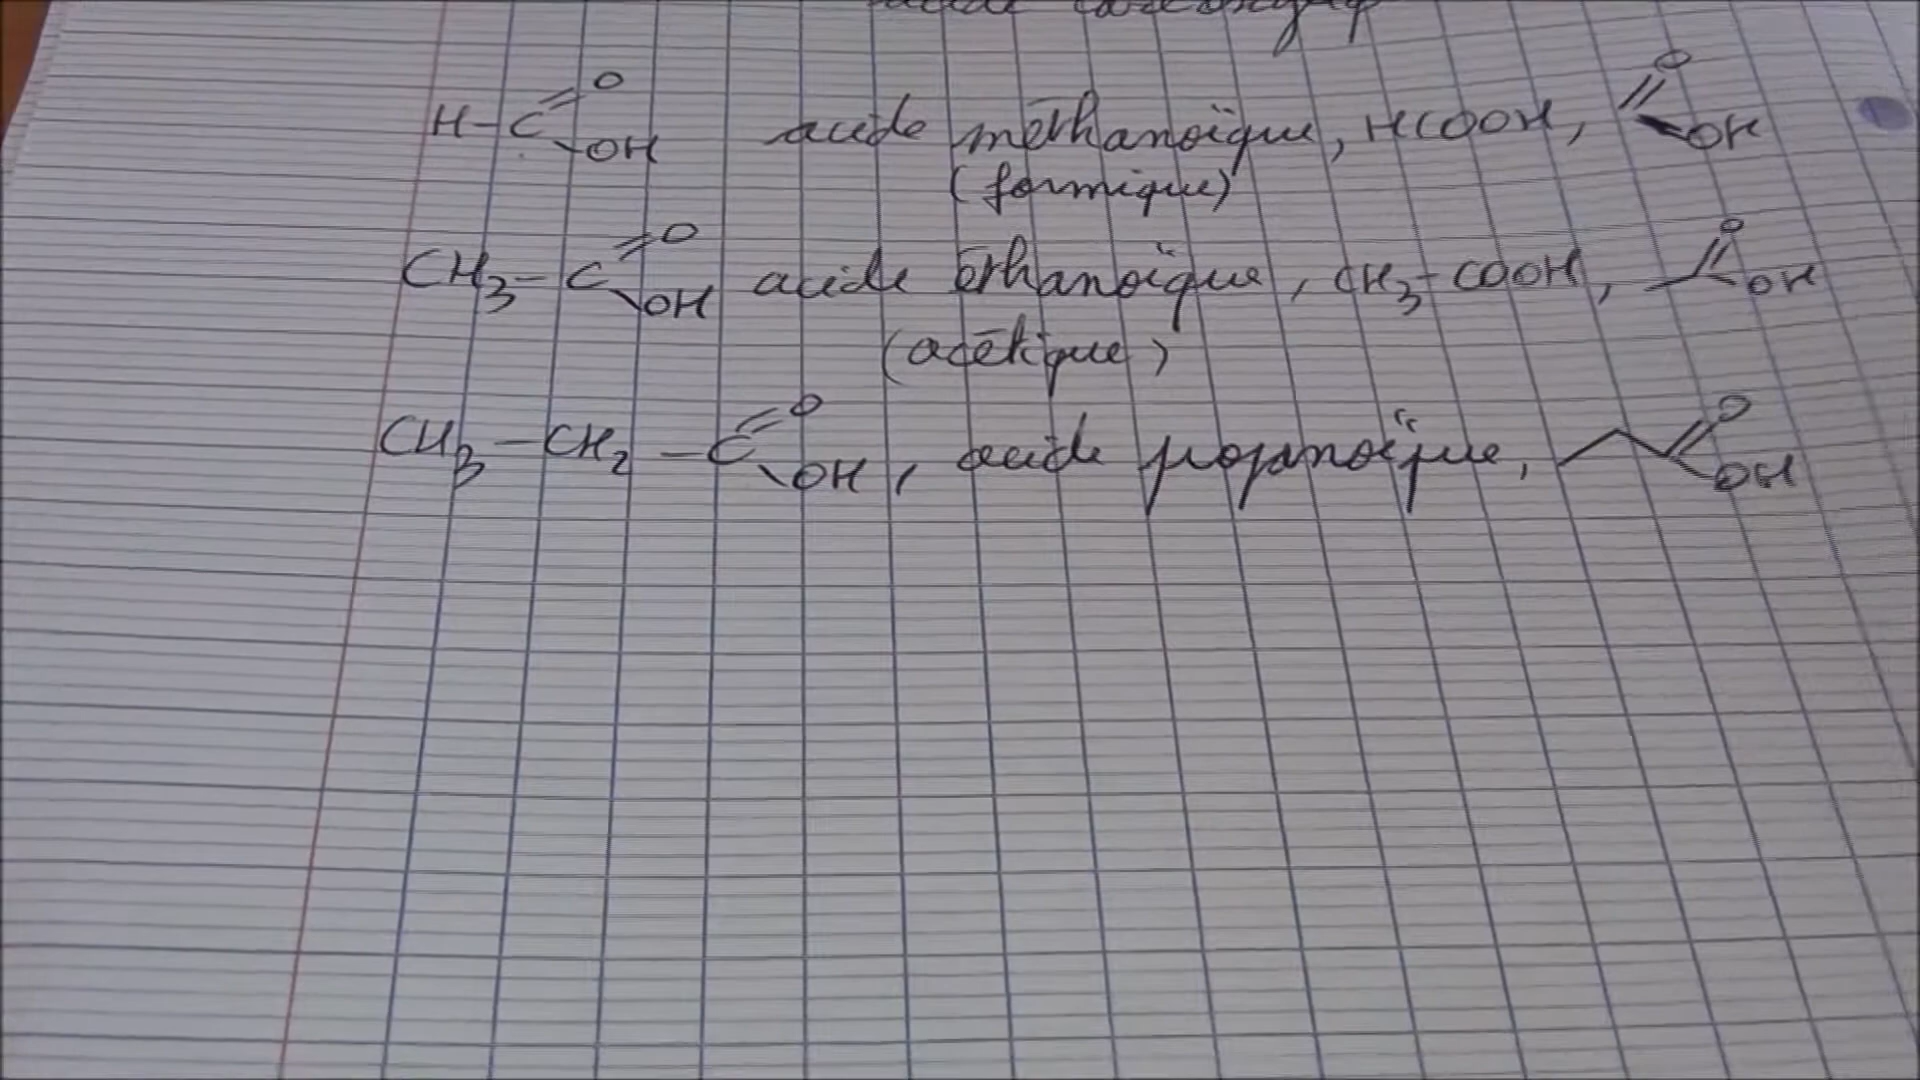 acide
O
H-C=O
OH acide méthanoïque, HCOOH, =O
OH
(formique)
CH3-C=O
OH acide éthanoïque, CH3-COOH, =O
OH
(acétique)
CH3-CH2-C=O
OH, acide propanoïque, =O
OH